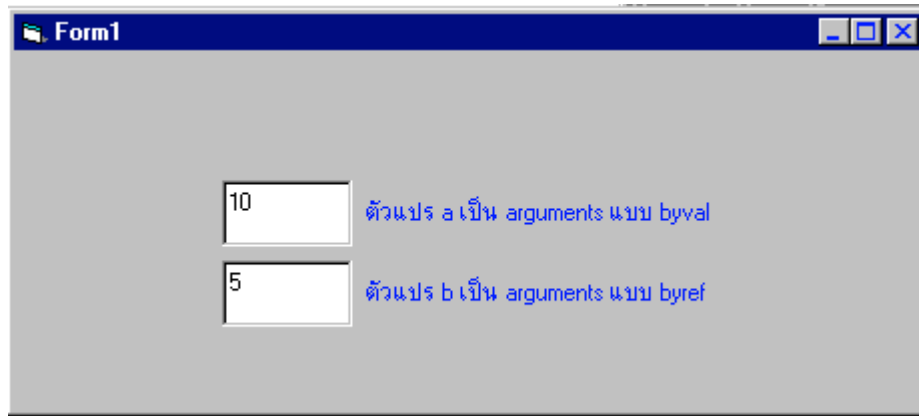 Form1
10
ตัวแปร a เป็น arguments แบบ byval
5
ตัวแปร b เป็น arguments แบบ byref